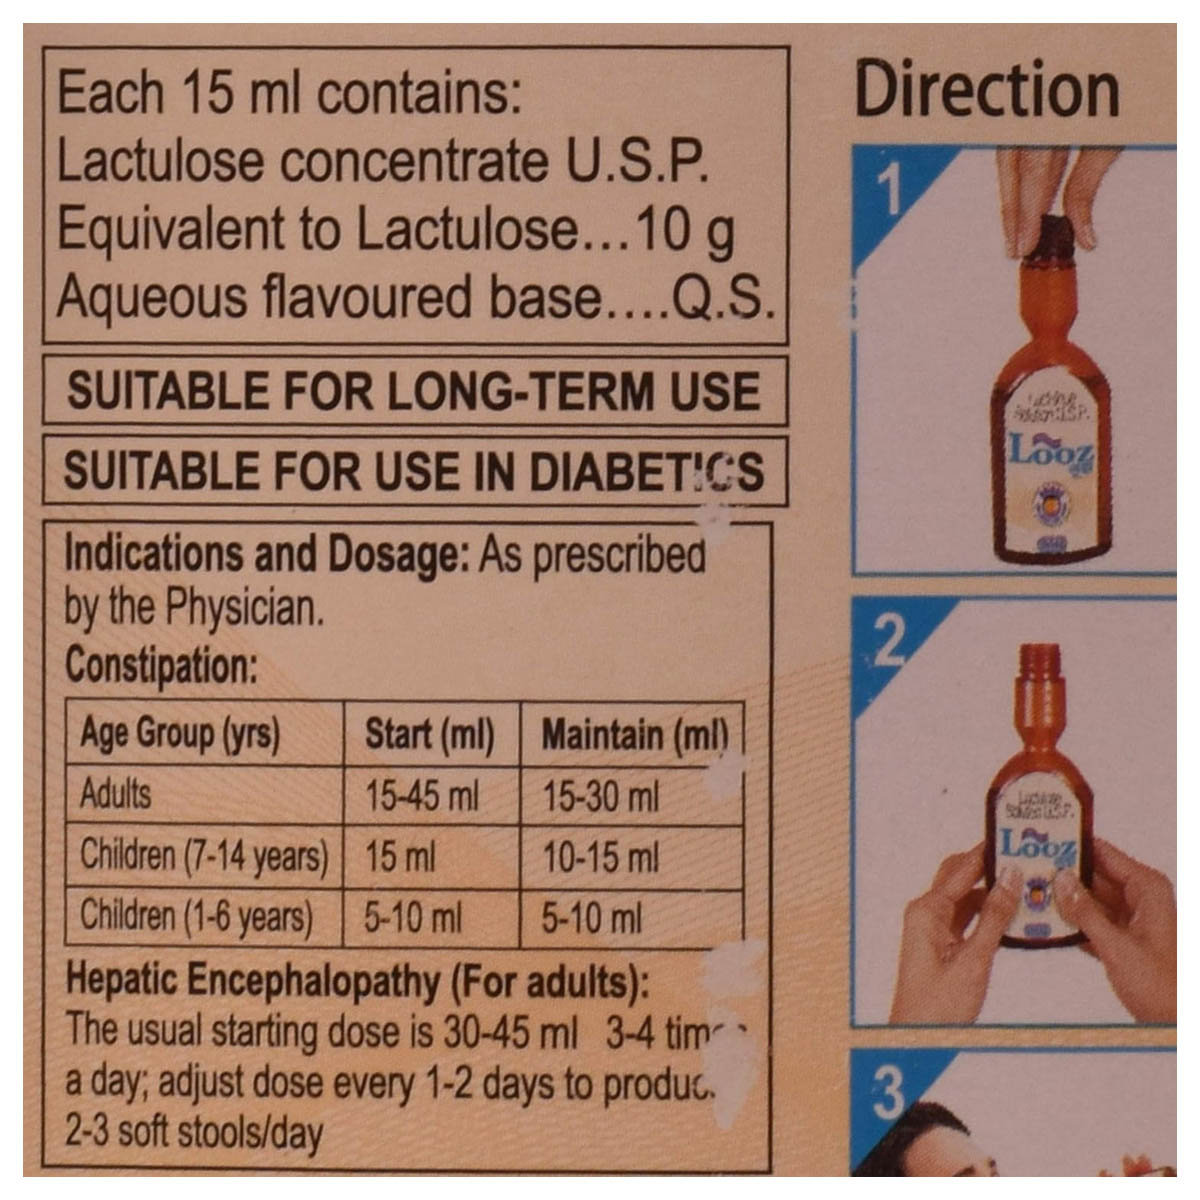 Each 15 ml contains:
Lactulose concentrate U.S.P.
Equivalent to Lactulose...10 g
Aqueous flavoured base....Q.S.
SUITABLE FOR LONG-TERM USE
SUITABLE FOR USE IN DIABETICS
Indications and Dosage: As prescribed
by the Physician.
Constipation:
Age Group (yrs) Start (ml) Maintain (ml)
Adults 15-45 ml 15-30 ml
Children (7-14 years) 15 ml 10-15 ml
Children (1-6 years) 5-10 ml 5-10 ml
Hepatic Encephalopathy (For adults):
The usual starting dose is 30-45 ml 3-4
a day; adjust dose every 1-2 days to
2-3 soft stools/day
Direction
1
Looz
2
Looz
3